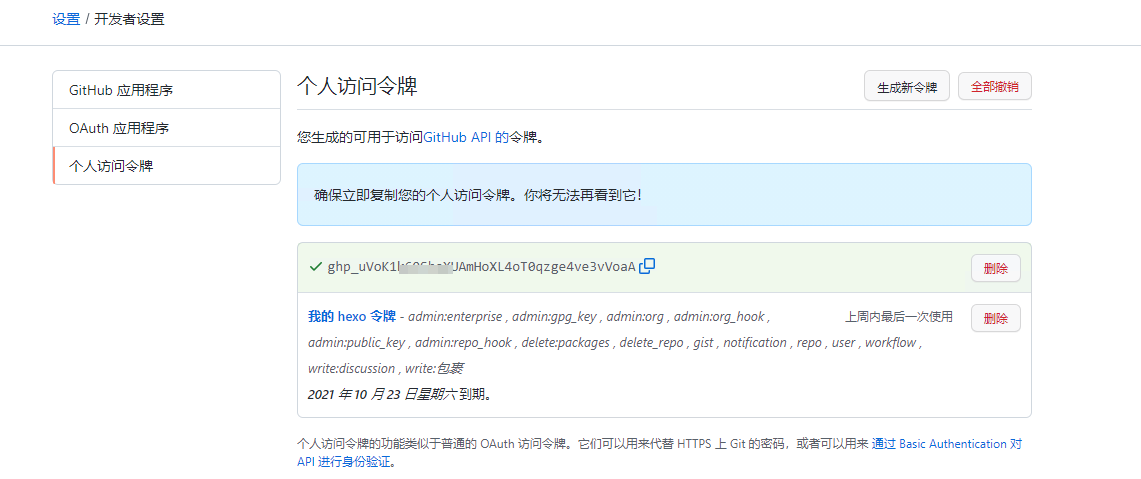 设置 / 开发者设置
GitHub 应用程序
OAuth 应用程序
个人访问令牌
个人访问令牌
生成新令牌
全部撤销
您生成的可用于访问GitHub API 的令牌。
确保立即复制您的个人访问令牌。你将无法再看到它！
删除
我的 hexo 令牌 - admin:enterprise , admin:gpg_key , admin:org , admin:org_hook ,
admin:public_key , admin:repo_hook , delete:packages , delete_repo , gist , notification , repo , user , workflow ,
write:discussion , write:包裹
2021 年 10 月 23 日星期六 到期。
上周内最后一次使用
删除
个人访问令牌的功能类似于普通的 OAuth 访问令牌。它们可以用来代替 HTTPS 上 Git 的密码，或者可以用来 通过 Basic Authentication 对
API 进行身份验证。